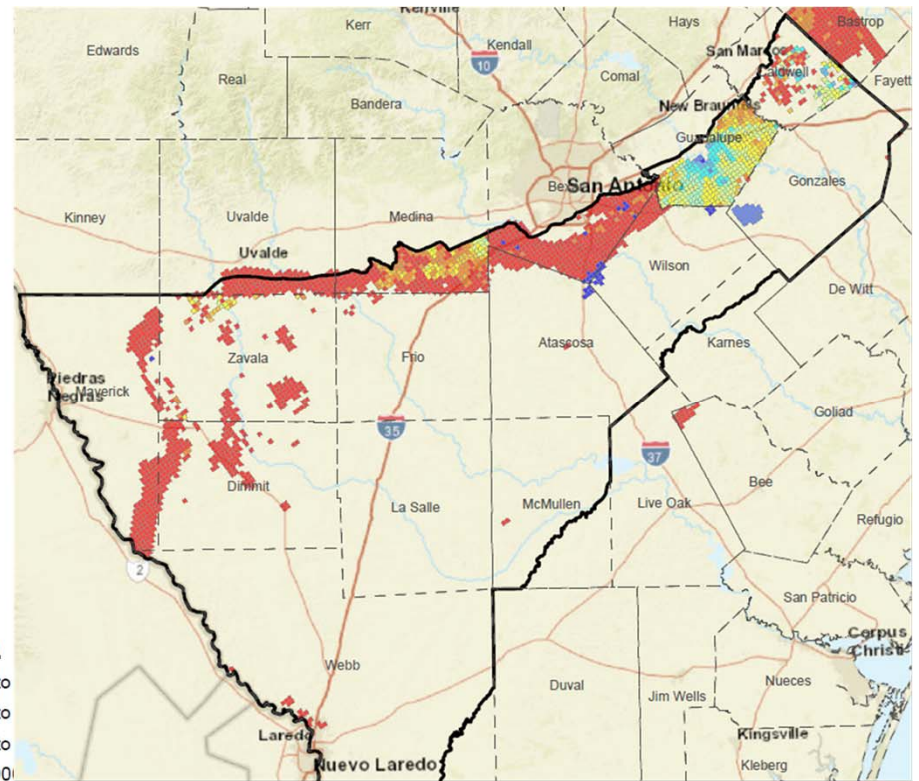 Kerrville
Kerr
Hays
Bastrop
Edwards
Kendall
10
San Marcos
Real
Comal
Caldwell
Fayett
Bandera
New Braunfels
Guadalupe
Bexar
San Antonio
Gonzales
Kinney
Uvalde
Medina
Uvalde
Wilson
De Witt
Zavala
Frio
Atascosa
Karnes
Piedras
Negras
Maverick
Goliad
35
37
Dimmit
La Salle
McMullen
Live Oak
Bee
Refugio
2
San Patricio
Corpus
Christi
Webb
Duval
Jim Wells
Nueces
Laredo
Kingsville
Nuevo Laredo
Kleberg